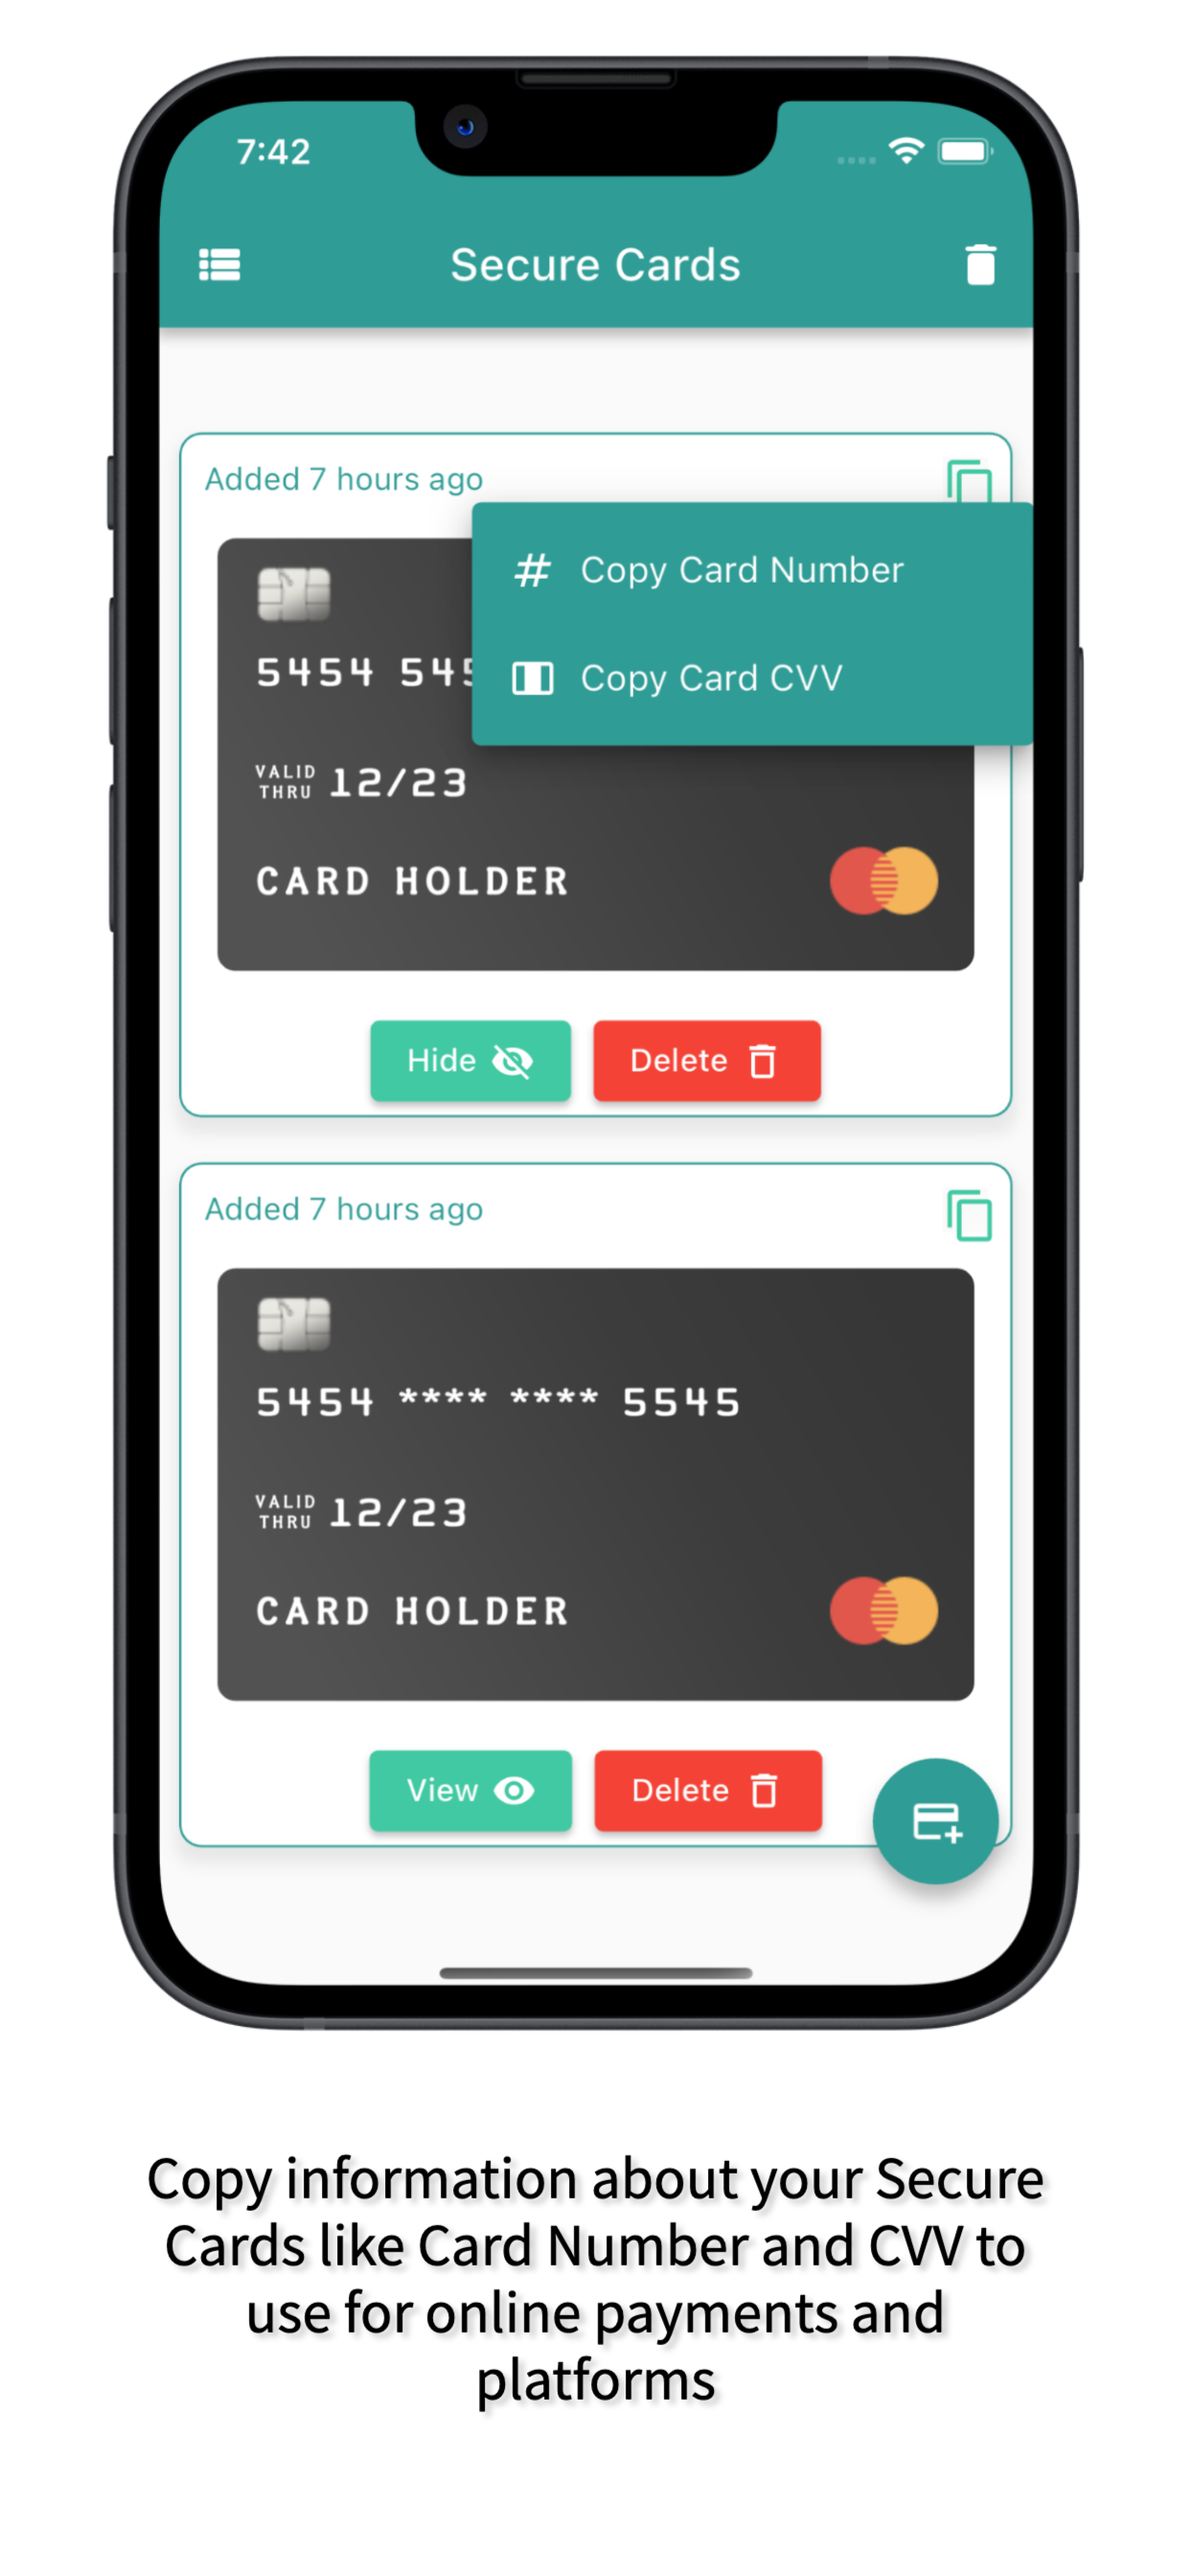 7:42
Secure Cards
Added 7 hours ago
# Copy Card Number
Copy Card CVV
5454 545
VALID
THRU 12/23
CARD HOLDER
Hide
Delete
Added 7 hours ago
5454 **** **** 5545
VALID
THRU 12/23
CARD HOLDER
View
Delete
Copy information about your Secure
Cards like Card Number and CVV to
use for online payments and
platforms